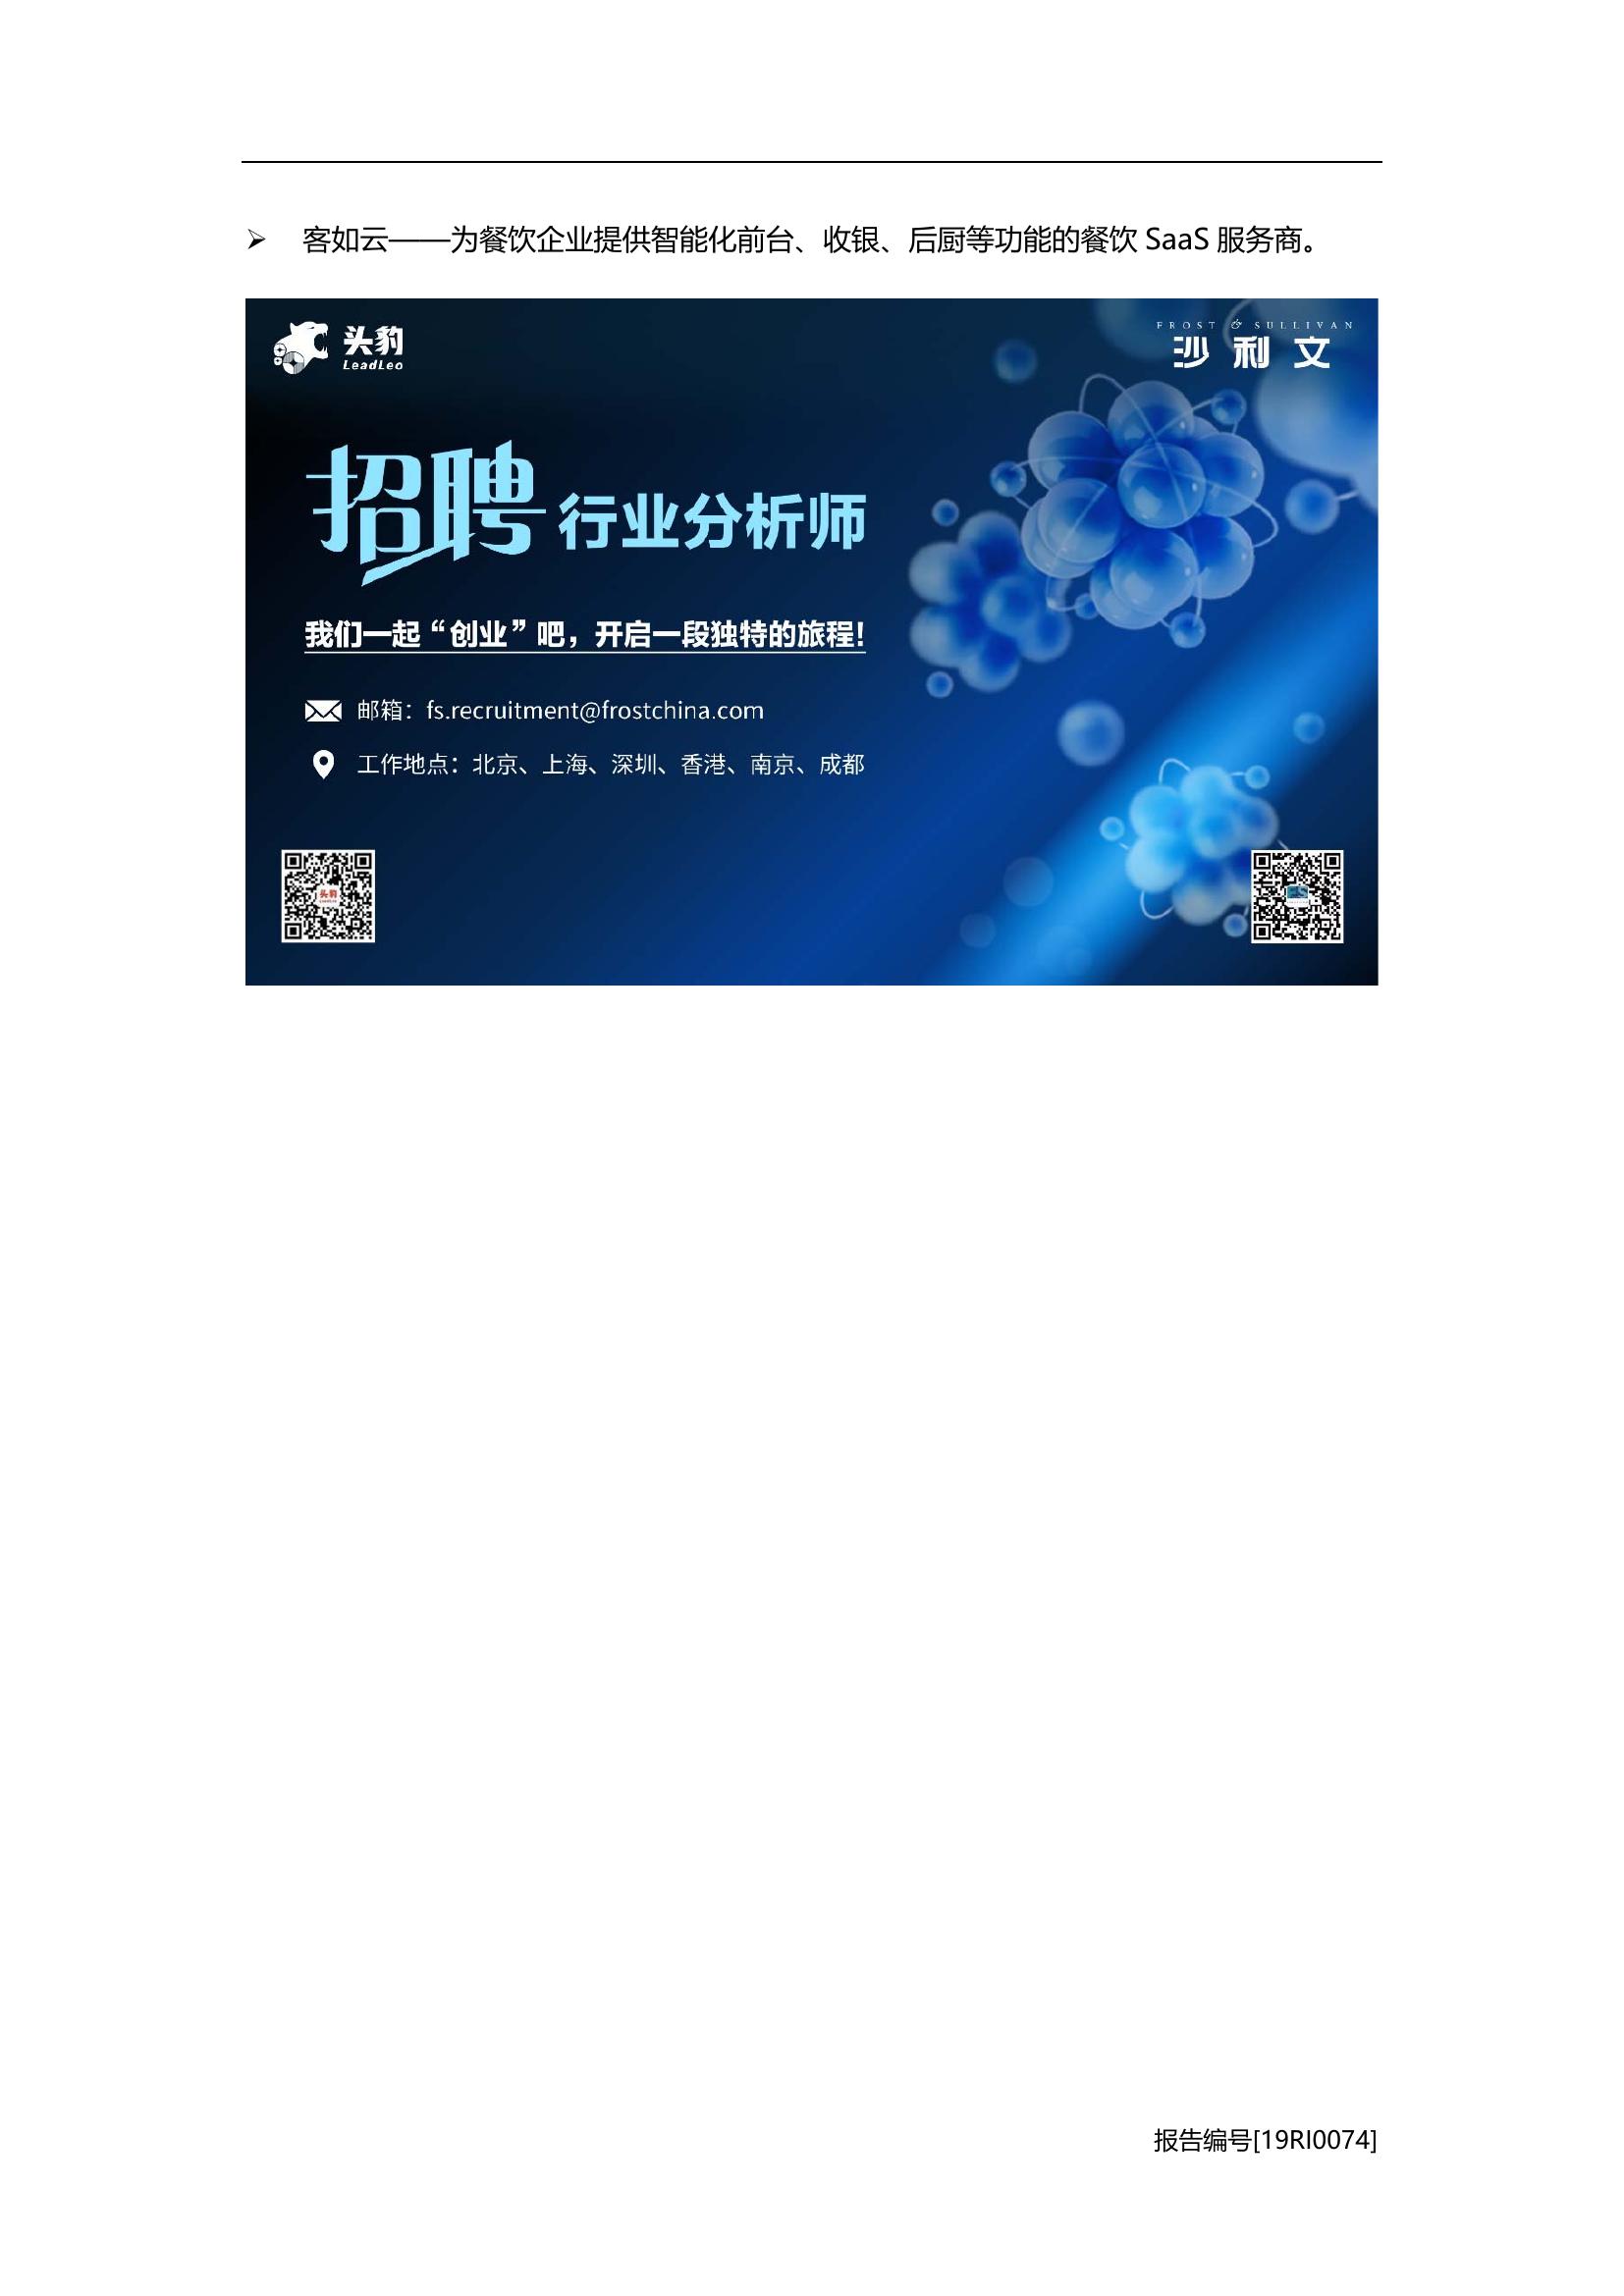 ➢ 客如云——为餐饮企业提供智能化前台、收银、后厨等功能的餐饮 SaaS 服务商。
头豹
LeadLeo
FROST & SULLIVAN
沙利文
招聘 行业分析师
我们一起“创业”吧，开启一段独特的旅程！
邮箱：fs.recruitment@frostchina.com
工作地点：北京、上海、深圳、香港、南京、成都
头豹
LeadLeo
报告编号[19RI0074]